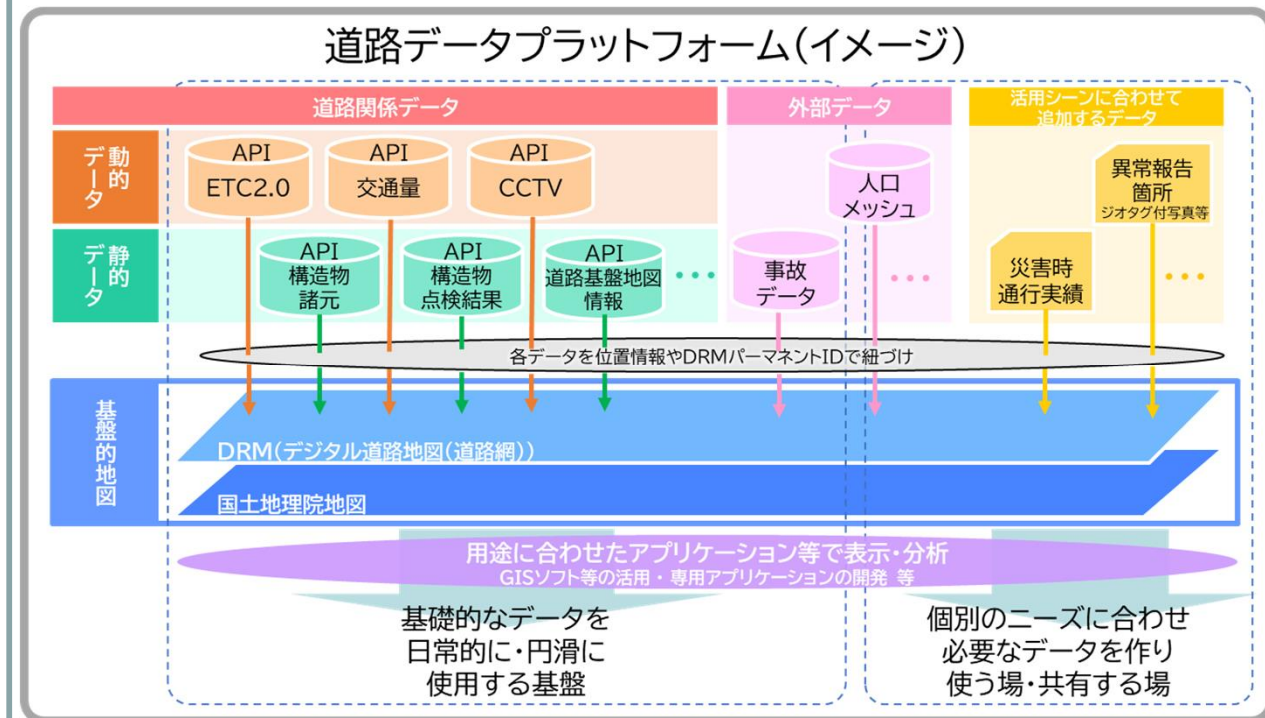 道路データプラットフォーム(イメージ)
道路関係データ
外部データ
活用シーンに合わせて
追加するデータ
動的
データ
API
ETC2.0
API
交通量
API
CCTV
人口
メッシュ
異常報告
箇所
ジオタグ付写真等
静的
データ
API
構造物
諸元
API
構造物
点検結果
API
道路基盤地図
情報
・・・
事故
データ
・・・
災害時
通行実績
・・・
各データを位置情報やDRMパーマネントIDで紐づけ
基盤的地図
DRM(デジタル道路地図(道路網))
国土地理院地図
用途に合わせたアプリケーション等で表示・分析
GISソフト等の活用・専用アプリケーションの開発 等
基礎的なデータを
日常的に・円滑に
使用する基盤
個別のニーズに合わせ
必要なデータを作り
使う場・共有する場